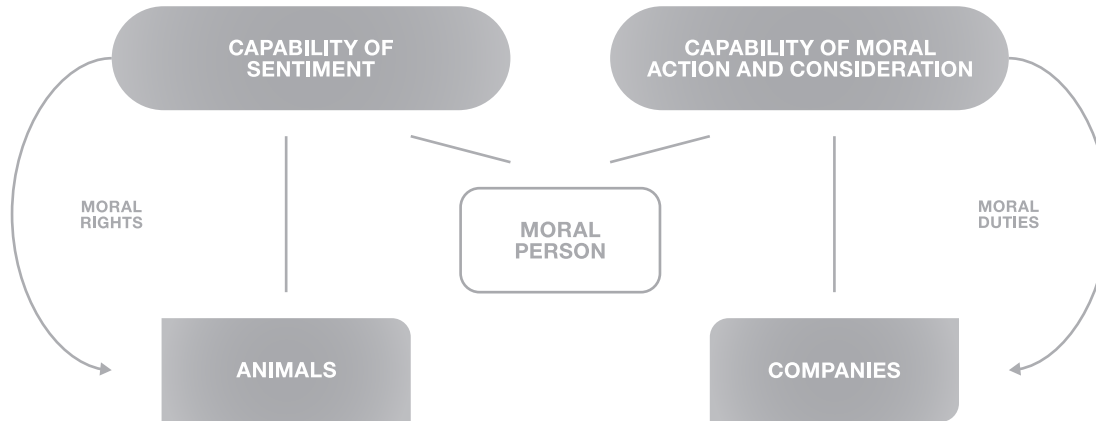 CAPABILITY OF
SENTIMENT
CAPABILITY OF MORAL
ACTION AND CONSIDERATION
MORAL
RIGHTS
MORAL
PERSON
MORAL
DUTIES
ANIMALS
COMPANIES